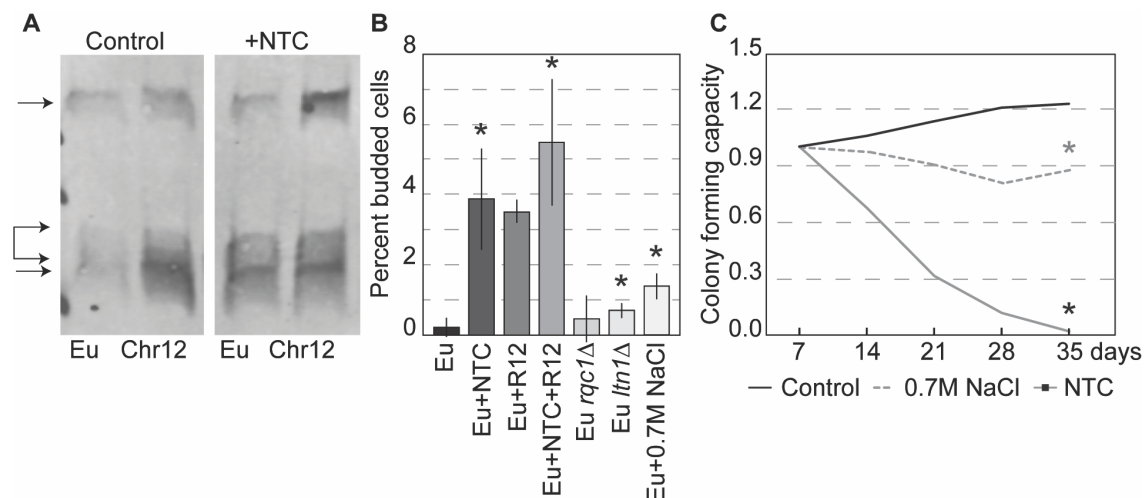 A
Control
+NTC
Eu
Chr12
Eu
Chr12
B
Percent budded cells
8
6
4
2
0
Eu
Eu+NTC
Eu+R12
Eu+NTC+R12
Eu rqc1Δ
Eu ltn1Δ
Eu+0.7M NaCl
*
*
*
*
C
Colony forming capacity
1.5
1.2
0.9
0.6
0.3
0.0
*
*
7 14 21 28 35 days
Control 0.7M NaCl NTC